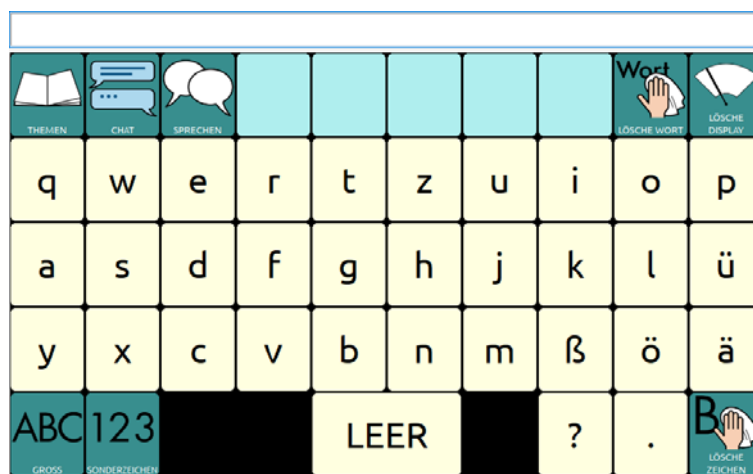 Wort
THEMEN CHAT SPRECHEN LÖSCHE WORT LÖSCHE DISPLAY
q w e r t z u i o p
a s d f g h j k l ü
y x c v b n m ß ö ä
ABC 123 LEER ? . B
GROSS SONDERZEICHEN LÖSCHE ZEICHEN